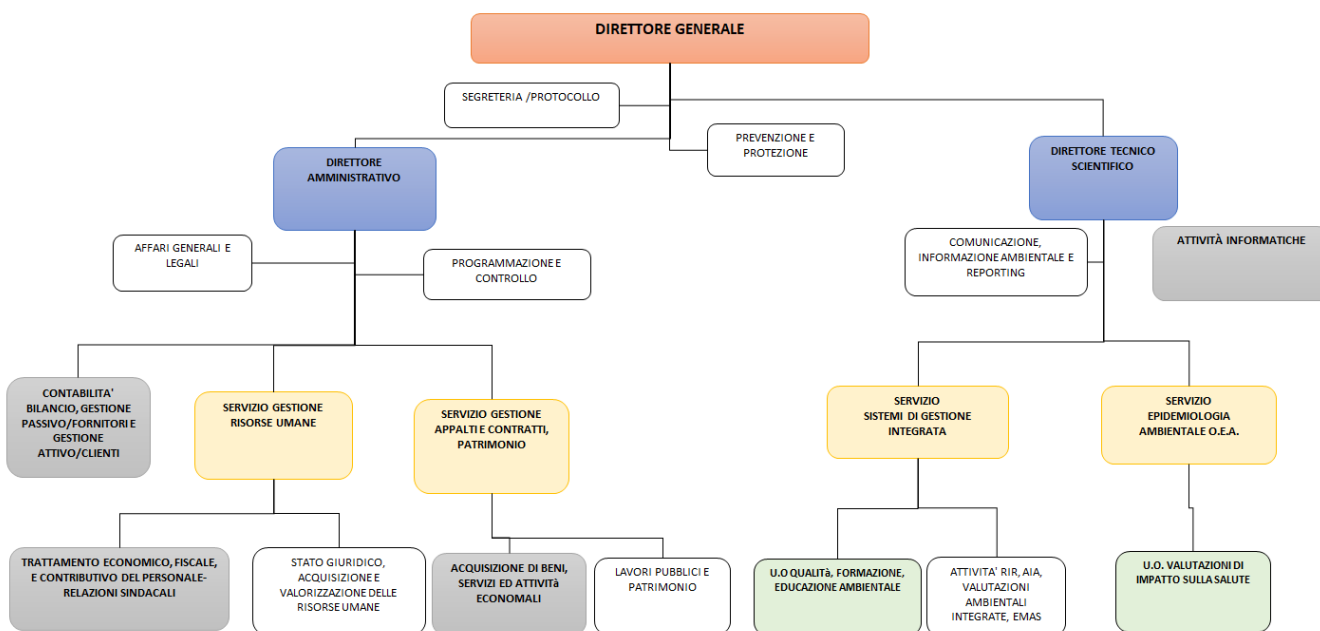 DIRETTORE GENERALE
SEGRETERIA /PROTOCOLLO
PREVENZIONE E
PROTEZIONE
DIRETTORE
AMMINISTRATIVO
DIRETTORE TECNICO
SCIENTIFICO
AFFARI GENERALI E
LEGALI
PROGRAMMAZIONE E
CONTROLLO
COMUNICAZIONE,
INFORMAZIONE AMBIENTALE E
REPORTING
ATTIVITÀ INFORMATICHE
CONTABILITA'
BILANCIO, GESTIONE
PASSIVO/FORNITORI E
GESTIONE
ATTIVO/CLIENTI
SERVIZIO GESTIONE
RISORSE UMANE
SERVIZIO GESTIONE
APPALTI E CONTRATTI,
PATRIMONIO
SERVIZIO
SISTEMI DI GESTIONE
INTEGRATA
SERVIZIO
EPIDEMIOLOGIA
AMBIENTALE O.E.A.
TRATTAMENTO ECONOMICO, FISCALE,
E CONTRIBUTIVO DEL PERSONALE-
RELAZIONI SINDACALI
STATO GIURIDICO,
ACQUISIZIONE E
VALORIZZAZIONE DELLE
RISORSE UMANE
ACQUISIZIONE DI BENI,
SERVIZI ED ATTIVITà
ECONOMALI
LAVORI PUBBLICI E
PATRIMONIO
U.O QUALITà, FORMAZIONE,
EDUCAZIONE AMBIENTALE
ATTIVITA' RIR, AIA,
VALUTAZIONI
AMBIENTALI
INTEGRATE, EMAS
U.O. VALUTAZIONI DI
IMPATTO SULLA SALUTE